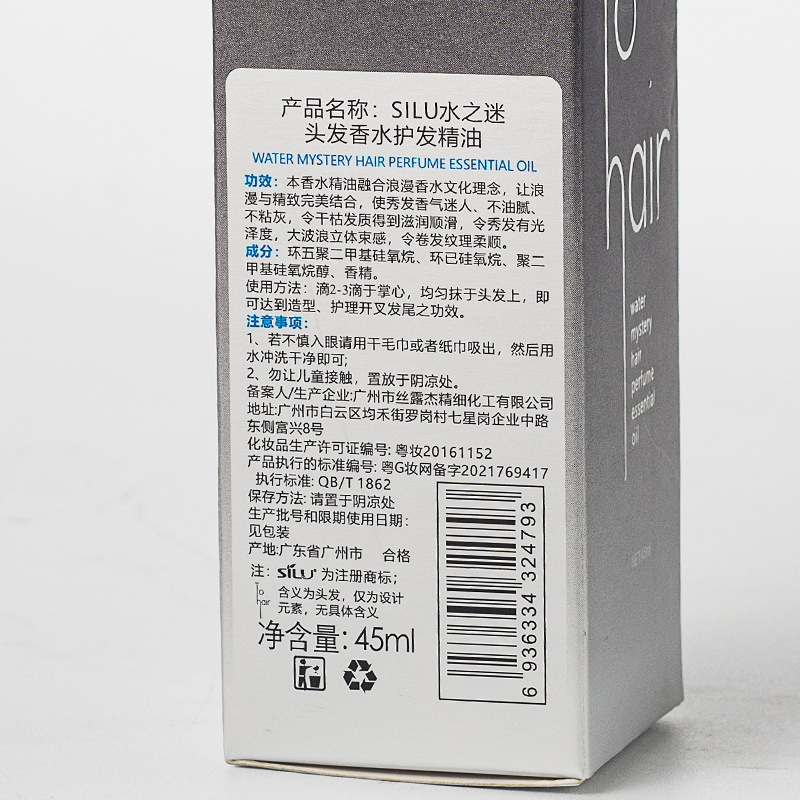 产品名称：SILU水之迷
头发香水护发精油
WATER MYSTERY HAIR PERFUME ESSENTIAL OIL
功效：本香水精油融合浪漫香水文化理念，让浪
漫与精致完美结合，使秀发香气迷人、不油腻、
不粘灰，令干枯发质得到滋润顺滑，令秀发有光
泽度，大波浪立体束感，令卷发纹理柔顺。
成分：环五聚二甲基硅氧烷、环已硅氧烷、聚二
甲基硅氧烷醇、香精。
使用方法：滴2-3滴于掌心，均匀抹于头发上，即
可达到造型、护理开叉发尾之功效。
注意事项：
1、若不慎入眼请用干毛巾或者纸巾吸出，然后用
水冲洗干净即可；
2、勿让儿童接触，置放于阴凉处。
备案人/生产企业:广州市丝露杰精细化工有限公司
地址:广州市白云区均禾街罗岗村七星岗企业中路
东侧富兴8号
化妆品生产许可证编号: 粤妆20161152
产品执行的标准编号: 粤G妆网备字2021769417
执行标准: QB/T 1862
保存方法: 请置于阴凉处
生产批号和限期使用日期:
见包装
产地:广东省广州市 合格
注：SILU 为注册商标；
To hair 含义为头发，仅为设计
元素，无具体含义
净含量: 45ml
6 936334 324793
To
hair
water
mystery
hair
perfume
essential
oil